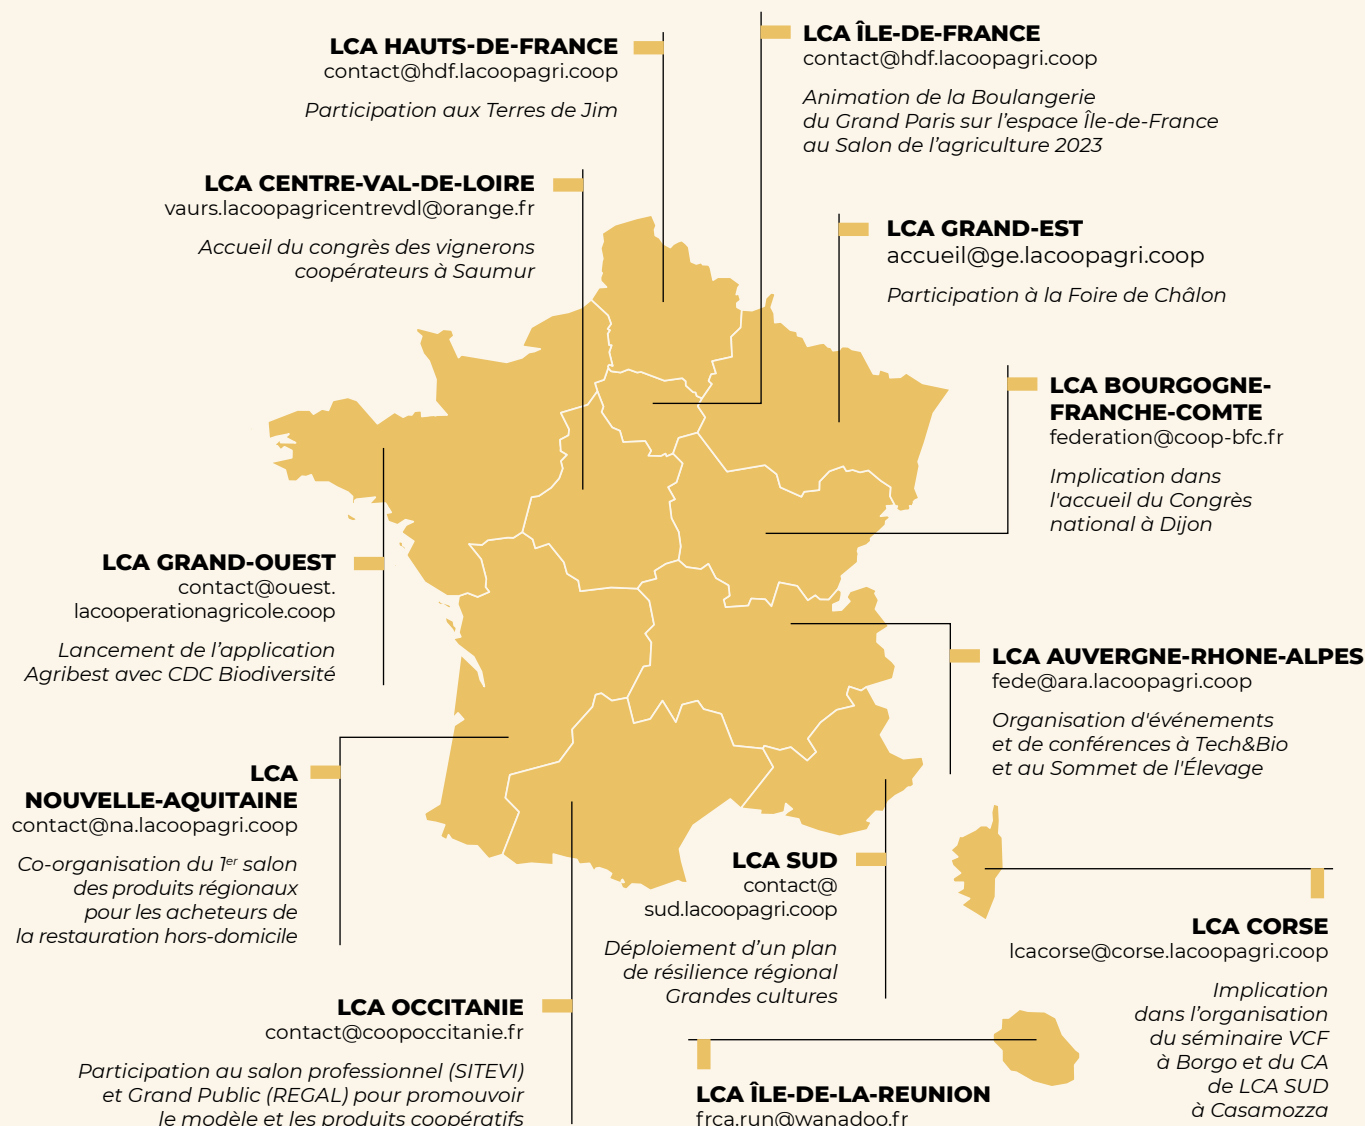 LCA HAUTS-DE-FRANCE
contact@hdf.lacoopagri.coop
Participation aux Terres de Jim
LCA ÎLE-DE-FRANCE
contact@hdf.lacoopagri.coop
Animation de la Boulangerie
du Grand Paris sur l’espace Île-de-France
au Salon de l’agriculture 2023
LCA CENTRE-VAL-DE-LOIRE
vaurs.lacoopagricentrevdl@orange.fr
Accueil du congrès des vignerons
coopérateurs à Saumur
LCA GRAND-EST
accueil@ge.lacoopagri.coop
Participation à la Foire de Châlon
LCA BOURGOGNE-
FRANCHE-COMTE
federation@coop-bfc.fr
Implication dans
l'accueil du Congrès
national à Dijon
LCA GRAND-OUEST
contact@ouest.
lacooperationagricole.coop
Lancement de l’application
Agribest avec CDC Biodiversité
LCA AUVERGNE-RHONE-ALPES
fede@ara.lacoopagri.coop
Organisation d'événements
et de conférences à Tech&Bio
et au Sommet de l'Élevage
LCA
NOUVELLE-AQUITAINE
contact@na.lacoopagri.coop
Co-organisation du 1er salon
des produits régionaux
pour les acheteurs de
la restauration hors-domicile
LCA SUD
contact@
sud.lacoopagri.coop
Déploiement d’un plan
de résilience régional
Grandes cultures
LCA CORSE
lcacorse@corse.lacoopagri.coop
Implication
dans l’organisation
du séminaire VCF
à Borgo et du CA
de LCA SUD
à Casamozza
LCA OCCITANIE
contact@coopoccitanie.fr
Participation au salon professionnel (SITEVI)
et Grand Public (REGAL) pour promouvoir
le modèle et les produits coopératifs
LCA ÎLE-DE-LA-REUNION
frca.run@wanadoo.fr